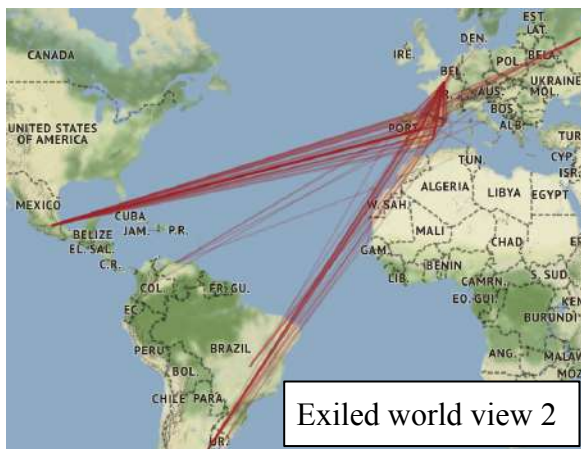 EST.
LAT.
DEN.
CANADA
IRE.
BELA.
POL.
BEL.
UKRAINE
MOL.
AUS.
BOS.
UNITED STATES
OF AMERICA
PORT.
ALB.
TUR
CYP.
ISR.
TUN.
MEXICO
ALGERIA
LIBYA
EGYPT
CUBA
W. SAH.
JAM.
P.R.
BELIZE
MALI
EL. SAL.
CHAD
C.R.
GAM.
BENIN
S. SUD.
LIB.
CAMRN.
COL.
FR. GU.
EQ. GUI.
EC.
BURUNDI
PERU
BRAZIL
ANG.
MALAW
BOL.
MOZ
CHILE
PARA.
UR.
Exiled world view 2